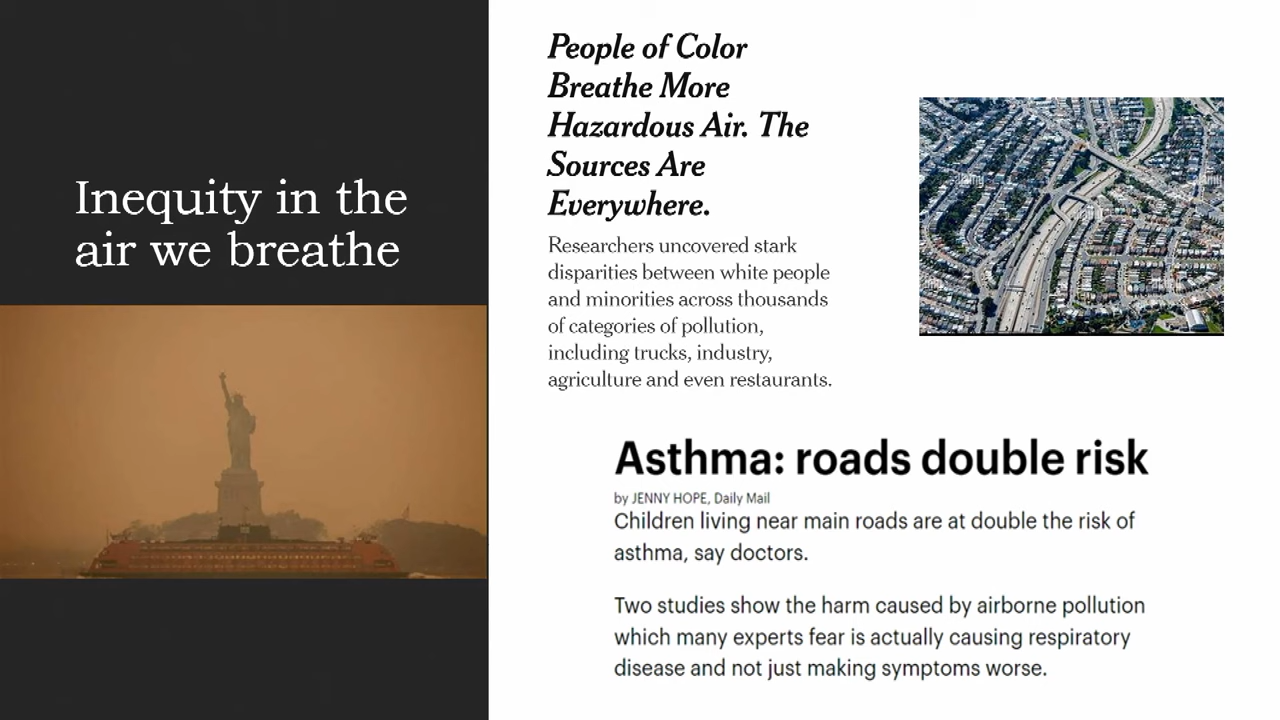 Inequity in the
air we breathe
People of Color
Breathe More
Hazardous Air. The
Sources Are
Everywhere.
Researchers uncovered stark
disparities between white people
and minorities across thousands
of categories of pollution,
including trucks, industry,
agriculture and even restaurants.
Asthma: roads double risk
by JENNY HOPE, Daily Mail
Children living near main roads are at double the risk of
asthma, say doctors.
Two studies show the harm caused by airborne pollution
which many experts fear is actually causing respiratory
disease and not just making symptoms worse.